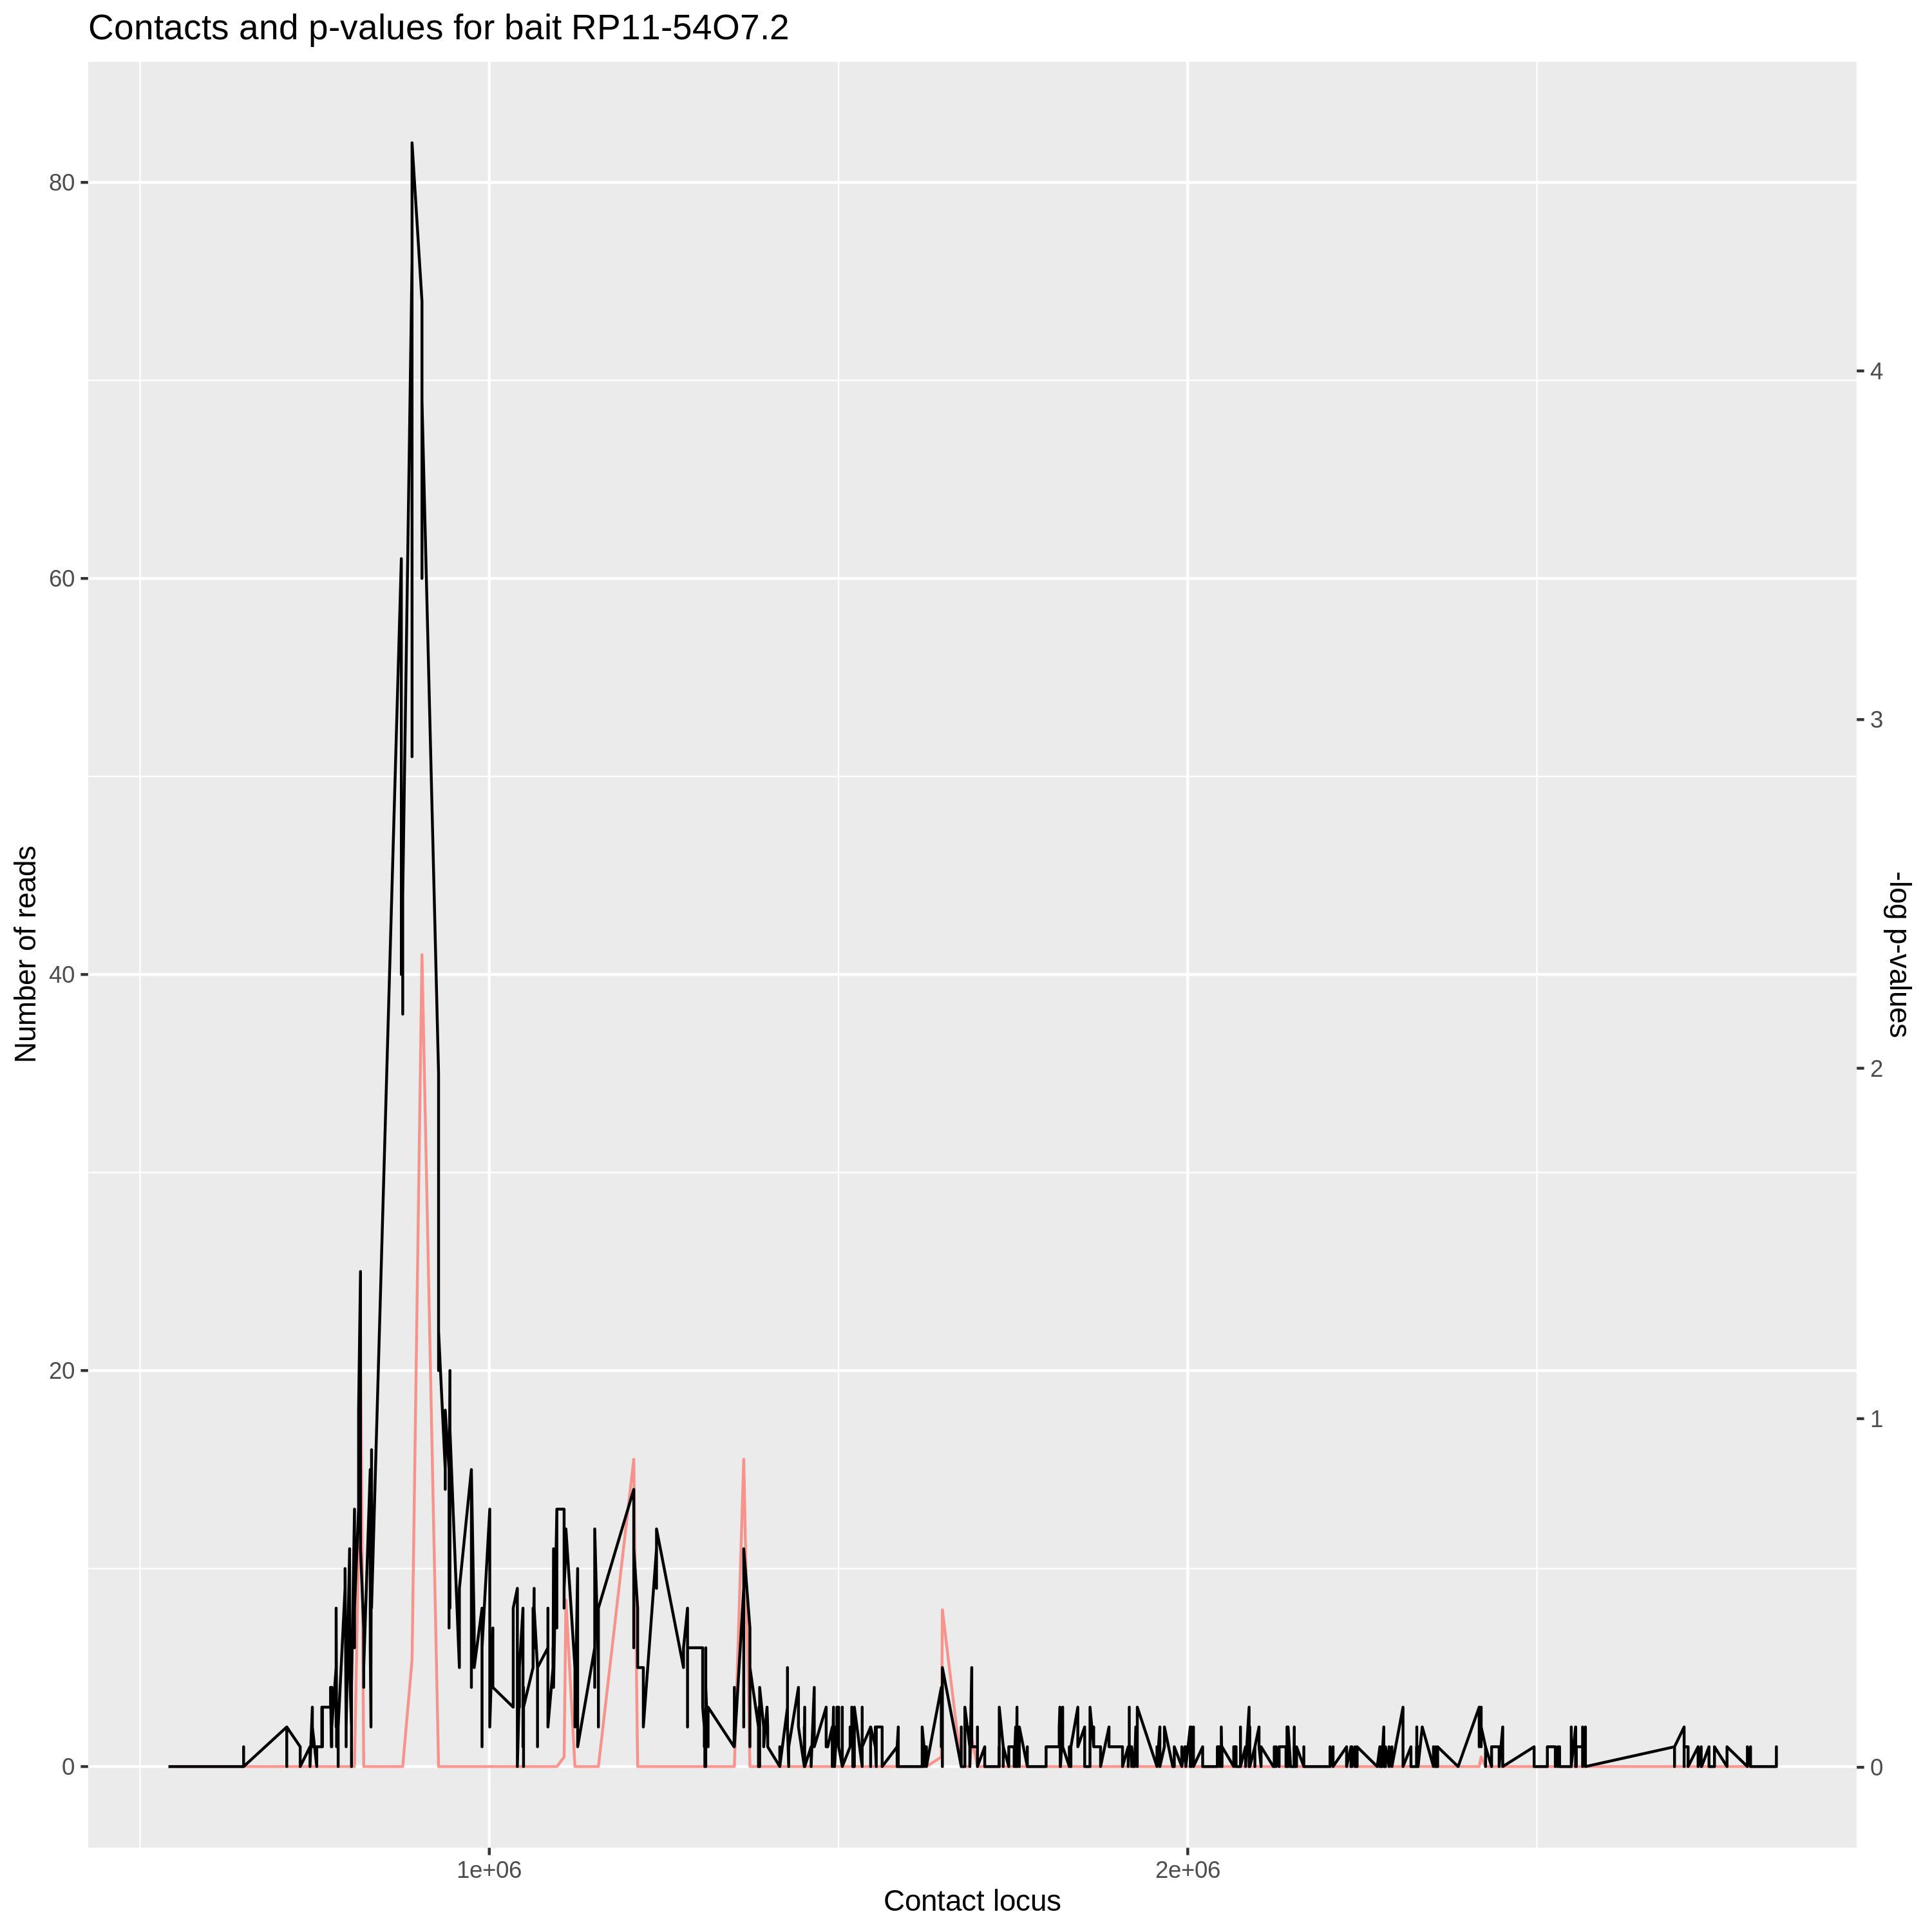 Contacts and p-values for bait RP11-54O7.2
80
60
40
20
0
Number of reads
4
3
2
1
0
-log p-values
1e+06
2e+06
Contact locus